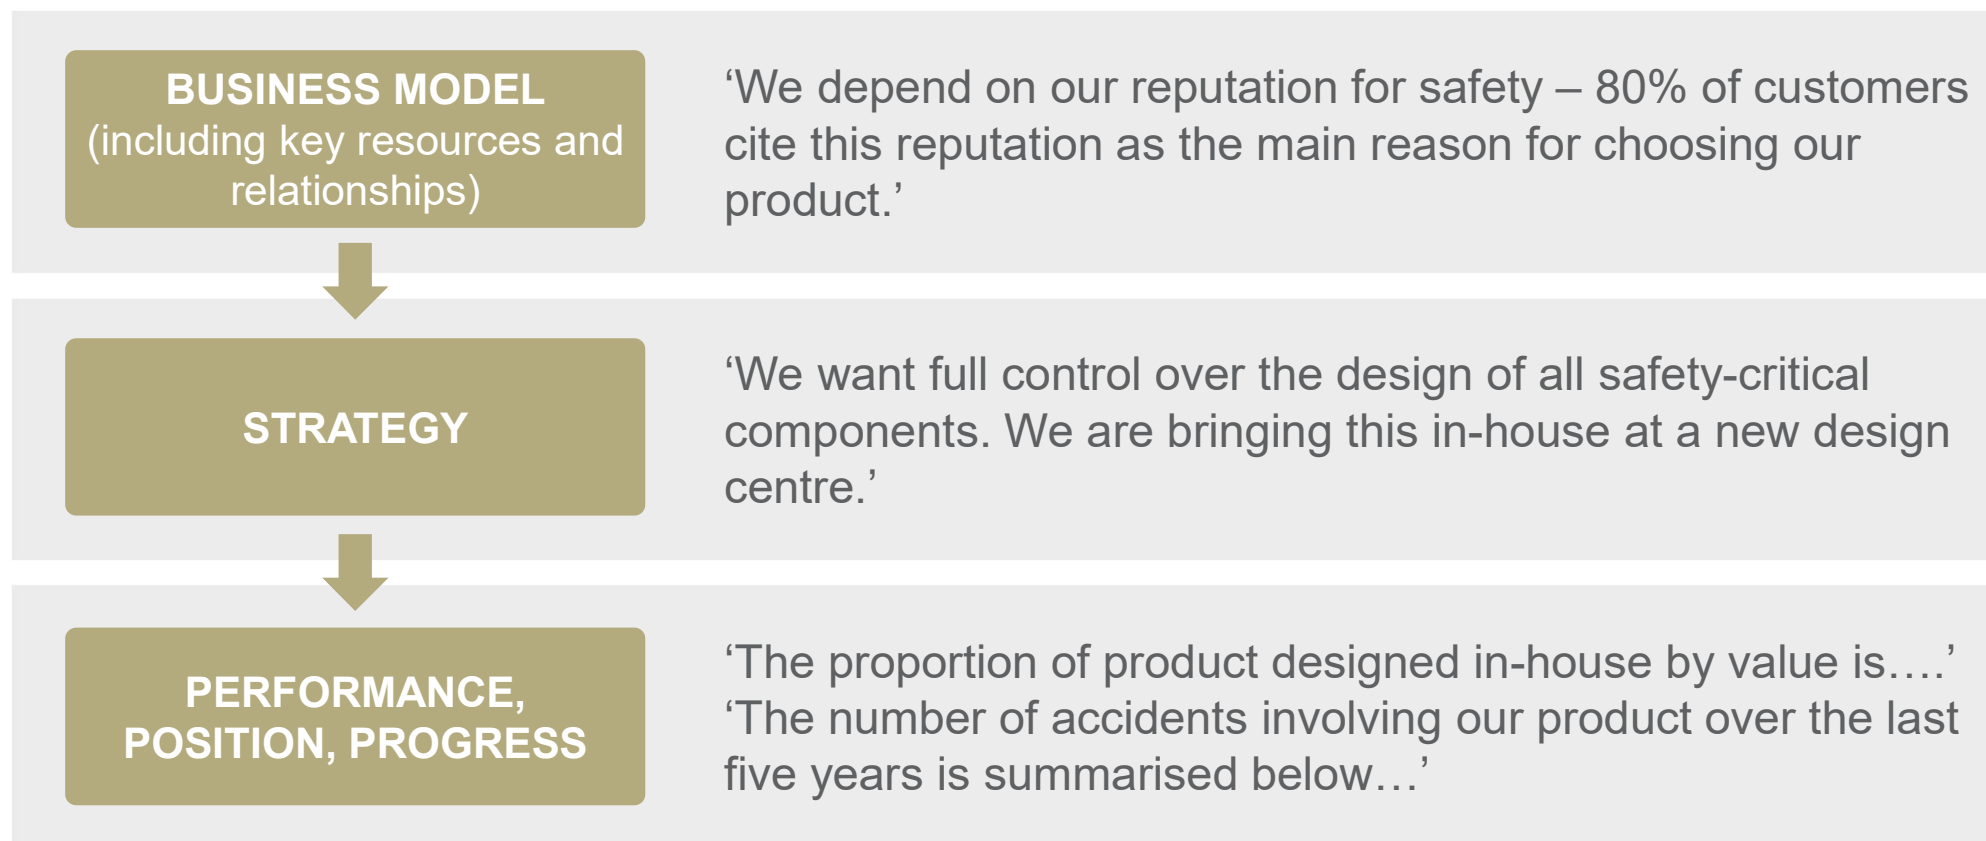 BUSINESS MODEL
(including key resources and
relationships)
‘We depend on our reputation for safety – 80% of customers
cite this reputation as the main reason for choosing our
product.’
STRATEGY
‘We want full control over the design of all safety-critical
components. We are bringing this in-house at a new design
centre.’
PERFORMANCE,
POSITION, PROGRESS
‘The proportion of product designed in-house by value is….’
‘The number of accidents involving our product over the last
five years is summarised below…’